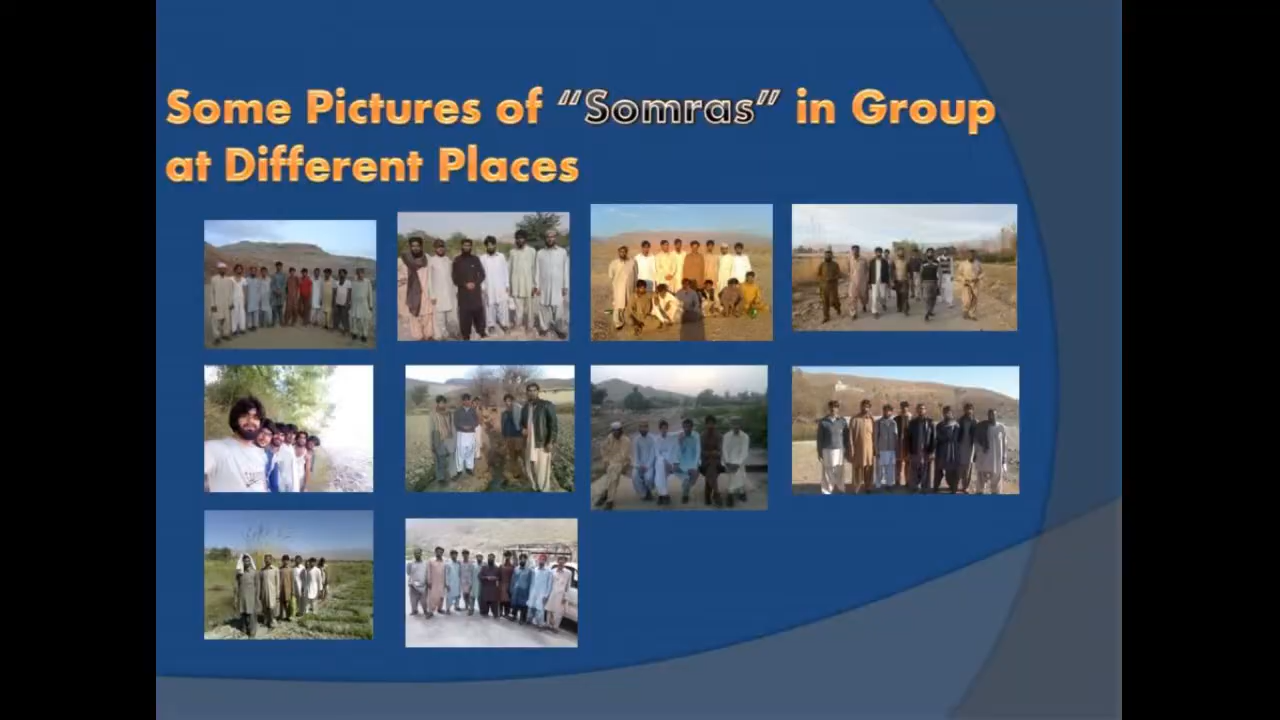 Some Pictures of “Somras” in Group
at Different Places